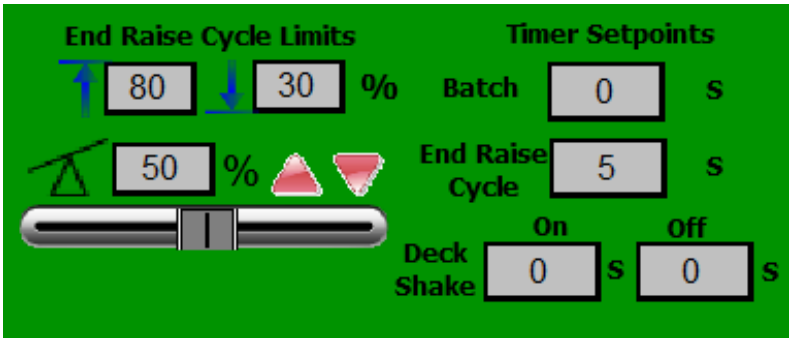 End Raise Cycle Limits
80 30 %
50 %
Timer Setpoints
Batch 0 s
End Raise
Cycle 5 s
On Off
Deck
Shake 0 s 0 s